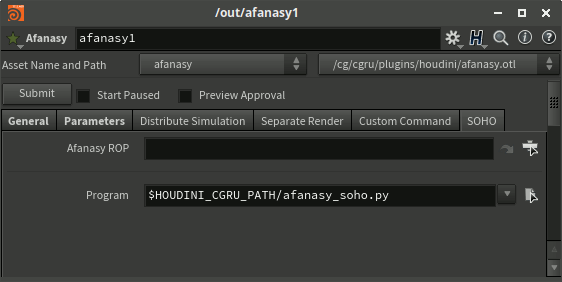 /out/afanasy1
Afanasy afanasy1
Asset Name and Path afanasy /cg/cgru/plugins/houdini/afanasy.otl
Submit Start Paused Preview Approval
General Parameters Distribute Simulation Separate Render Custom Command SOHO
Afanasy ROP
Program $HOUDINI_CGRU_PATH/afanasy_soho.py